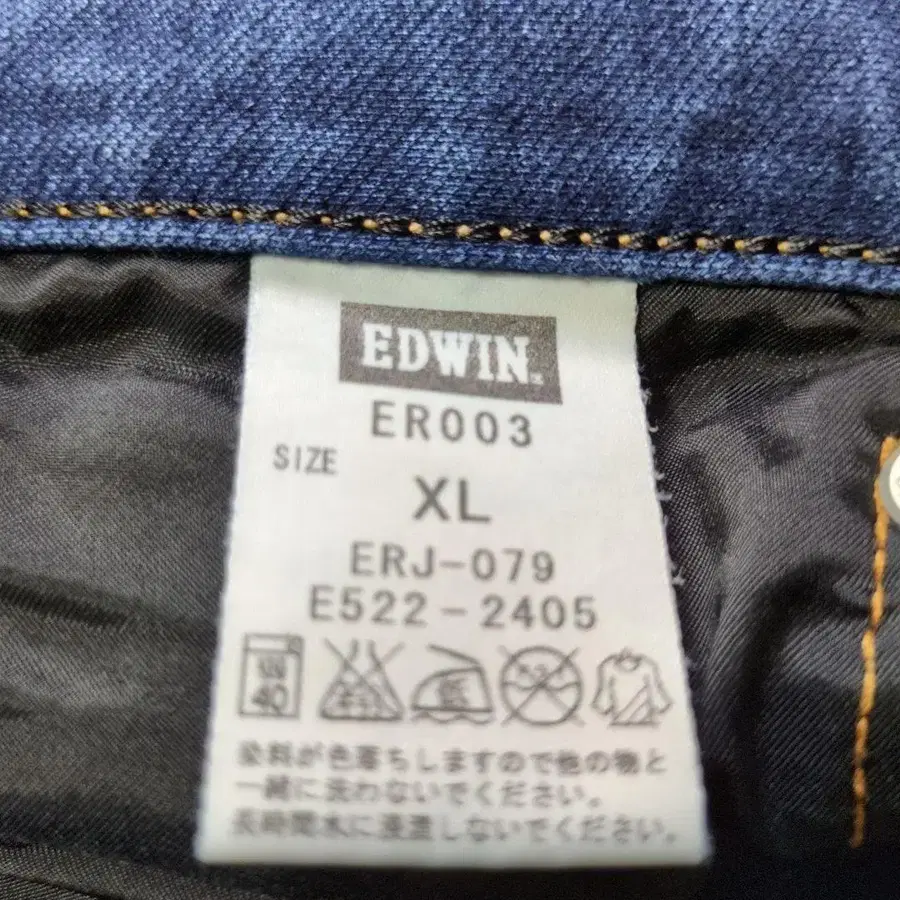 EDWIN
ER003
SIZE
XL
ERJ-079
E522-2405
40
染料が色落ちしますので他の物と
一緒に洗わないでください。
長時間水に浸漬しないでください。